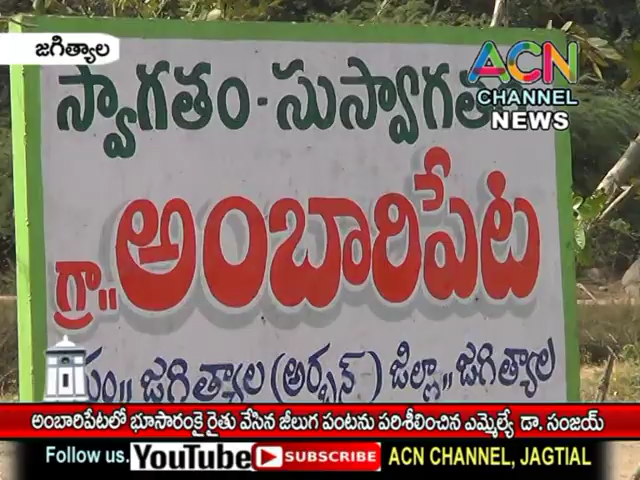 జగిత్యాల
ACN
CHANNEL
NEWS
స్వాగతం - సుస్వాగతం
గ్రా..అంబారిపేట
మం,, జగిత్యాల (అర్బన్) జిల్లా,, జగిత్యాల
అంబారిపేటలో భూసారంకై రైతు వేసిన జీలుగ పంటను పరిశీలించిన ఎమ్మెల్యే డా. సంజయ్
Follow us. YouTube SUBSCRIBE ACN CHANNEL, JAGTIAL